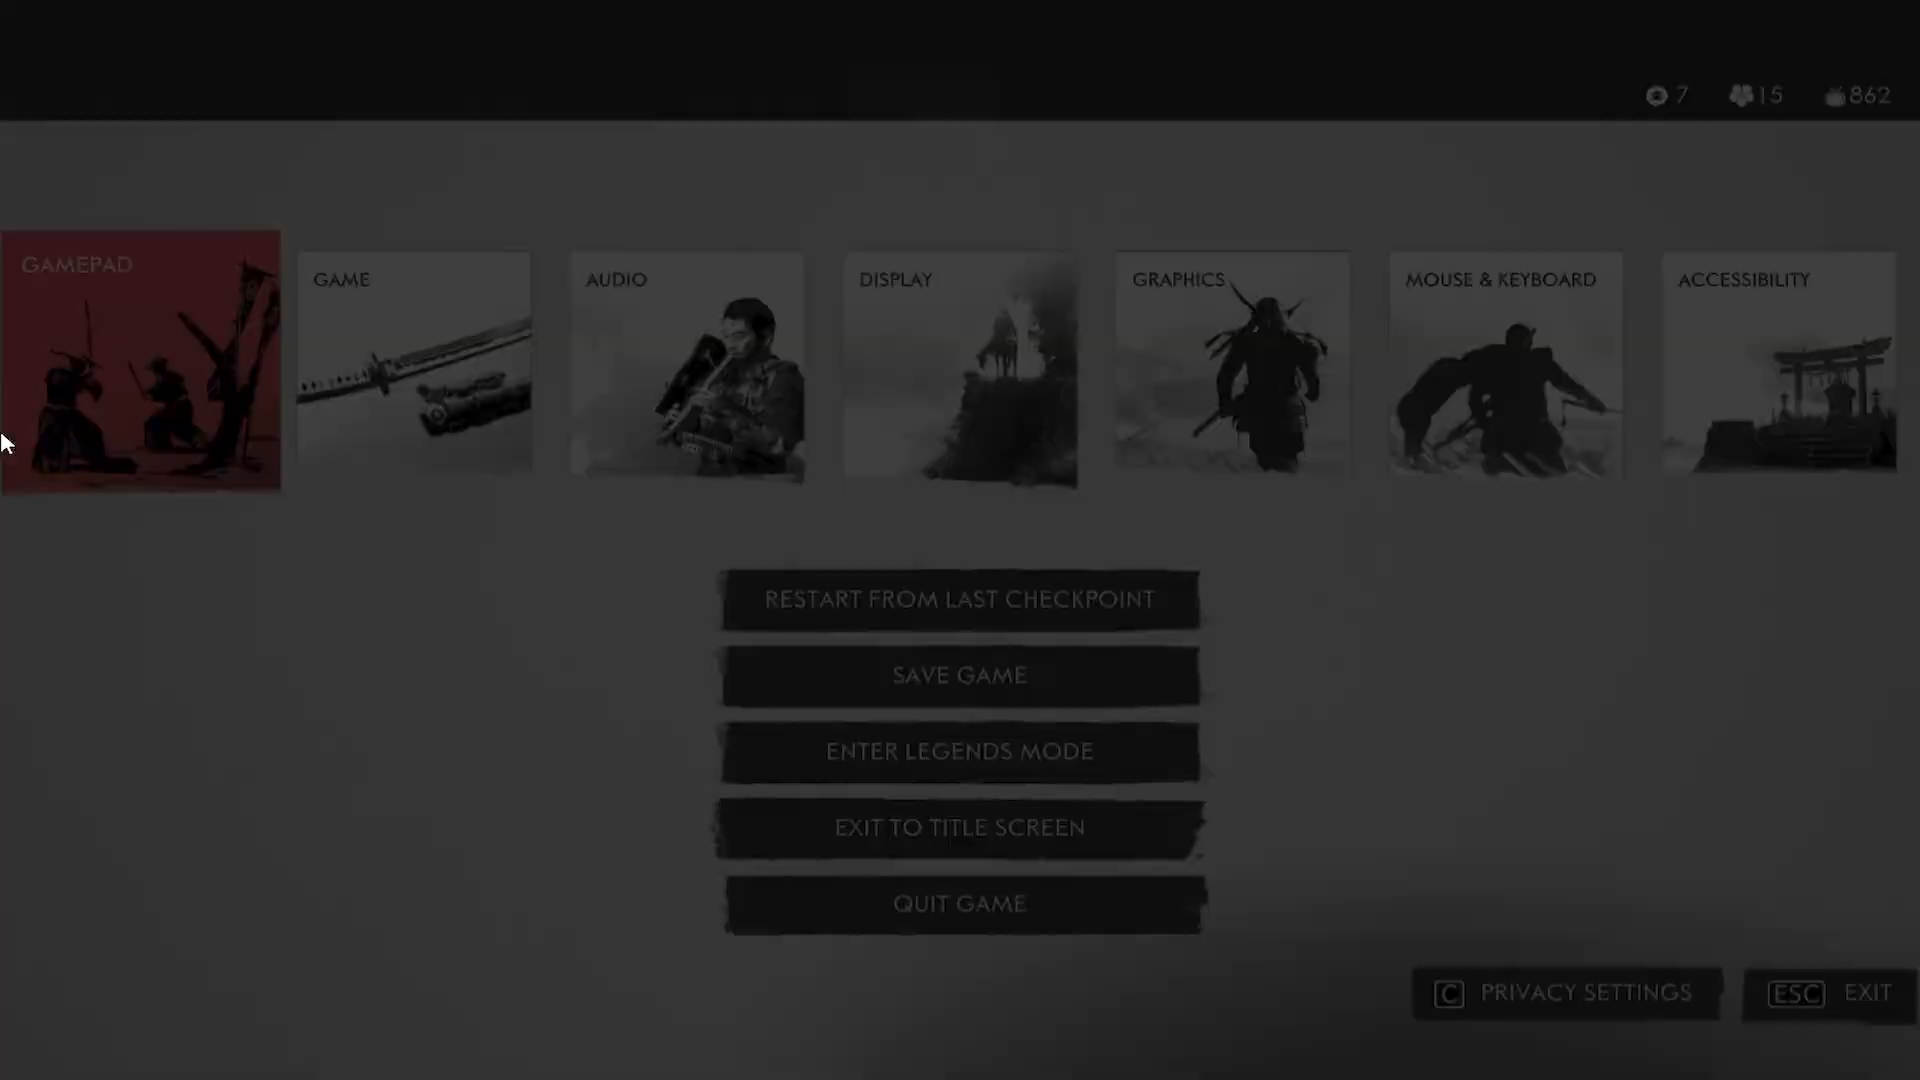 7 15 862
GAMEPAD
GAME
AUDIO
DISPLAY
GRAPHICS
MOUSE & KEYBOARD
ACCESSIBILITY
RESTART FROM LAST CHECKPOINT
SAVE GAME
ENTER LEGENDS MODE
EXIT TO TITLE SCREEN
QUIT GAME
C PRIVACY SETTINGS
ESC EXIT